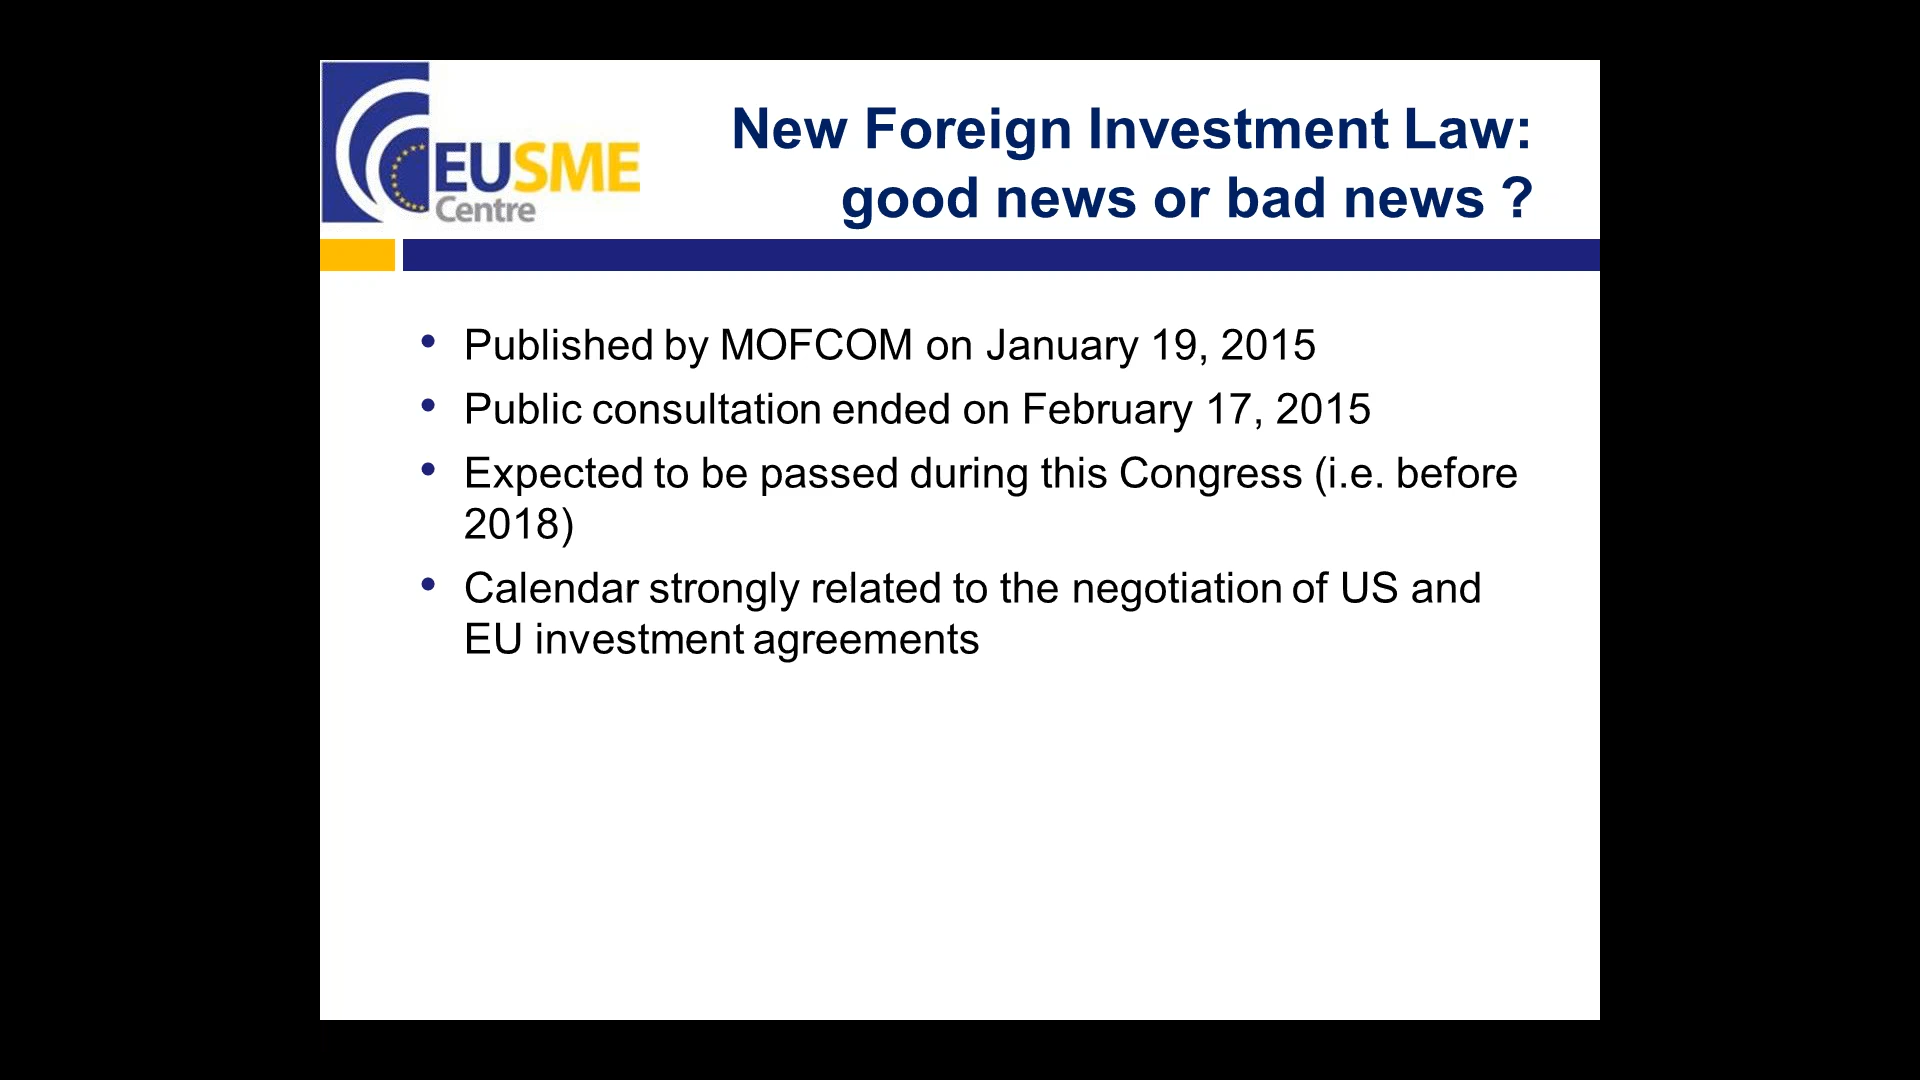 EUSME
Centre
New Foreign Investment Law:
good news or bad news ?
• Published by MOFCOM on January 19, 2015
• Public consultation ended on February 17, 2015
• Expected to be passed during this Congress (i.e. before
2018)
• Calendar strongly related to the negotiation of US and
EU investment agreements